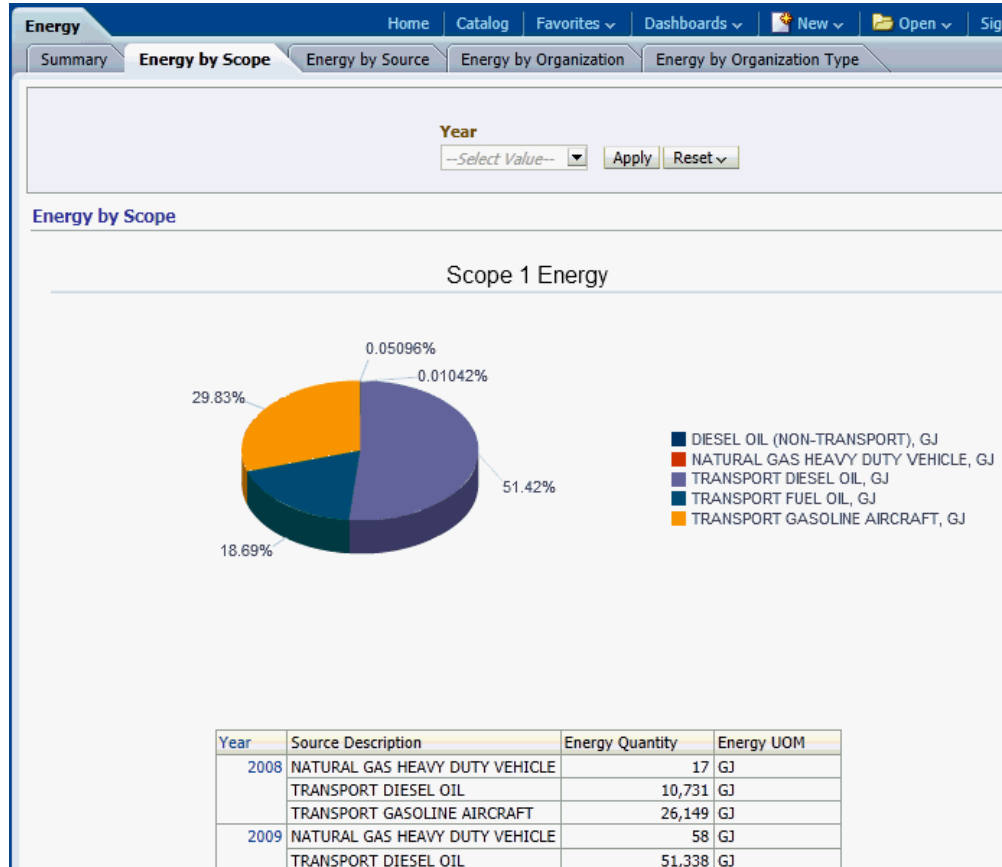 Energy Home Catalog Favorites Dashboards New Open Sig
Summary Energy by Scope Energy by Source Energy by Organization Energy by Organization Type
Year
--Select Value-- Apply Reset
Energy by Scope
Scope 1 Energy
0.05096%
0.01042%
29.83%
51.42%
18.69%
DIESEL OIL (NON-TRANSPORT), GJ
NATURAL GAS HEAVY DUTY VEHICLE, GJ
TRANSPORT DIESEL OIL, GJ
TRANSPORT FUEL OIL, GJ
TRANSPORT GASOLINE AIRCRAFT, GJ
Year Source Description Energy Quantity Energy UOM
2008 NATURAL GAS HEAVY DUTY VEHICLE 17 GJ
TRANSPORT DIESEL OIL 10,731 GJ
TRANSPORT GASOLINE AIRCRAFT 26,149 GJ
2009 NATURAL GAS HEAVY DUTY VEHICLE 58 GJ
TRANSPORT DIESEL OIL 51,338 GJ